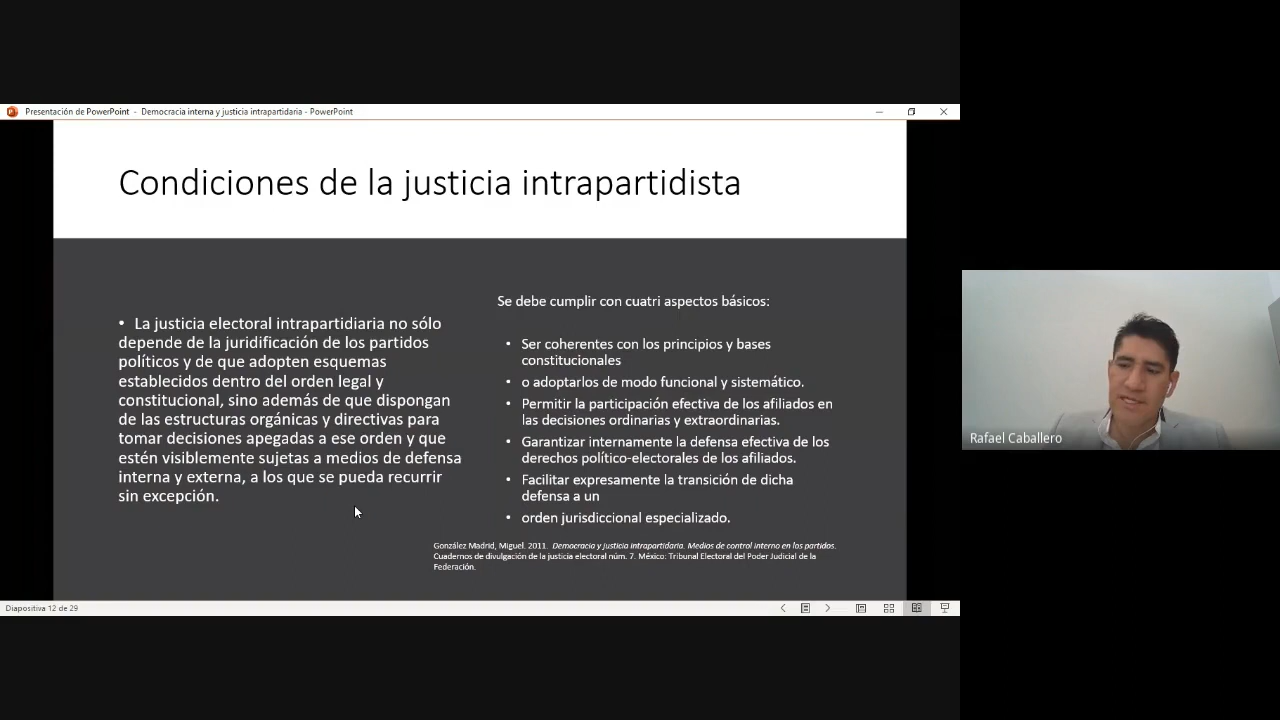 Presentación de PowerPoint - Democracia interna y justicia intrapartidaria - PowerPoint
Condiciones de la justicia intrapartidista
• La justicia electoral intrapartidiaria no sólo
depende de la juridificación de los partidos
políticos y de que adopten esquemas
establecidos dentro del orden legal y
constitucional, sino además de que dispongan
de las estructuras orgánicas y directivas para
tomar decisiones apegadas a ese orden y que
estén visiblemente sujetas a medios de defensa
interna y externa, a los que se pueda recurrir
sin excepción.
Se debe cumplir con cuatri aspectos básicos:
• Ser coherentes con los principios y bases
constitucionales
• o adoptarlos de modo funcional y sistemático.
• Permitir la participación efectiva de los afiliados en
las decisiones ordinarias y extraordinarias.
• Garantizar internamente la defensa efectiva de los
derechos político-electorales de los afiliados.
• Facilitar expresamente la transición de dicha
defensa a un
• orden jurisdiccional especializado.
González Madrid, Miguel. 2011. Democracia y justicia intrapartidaria. Medios de control interno en los partidos.
Cuadernos de divulgación de la justicia electoral núm. 7. México: Tribunal Electoral del Poder Judicial de la
Federación.
Diapositiva 12 de 29
Rafael Caballero